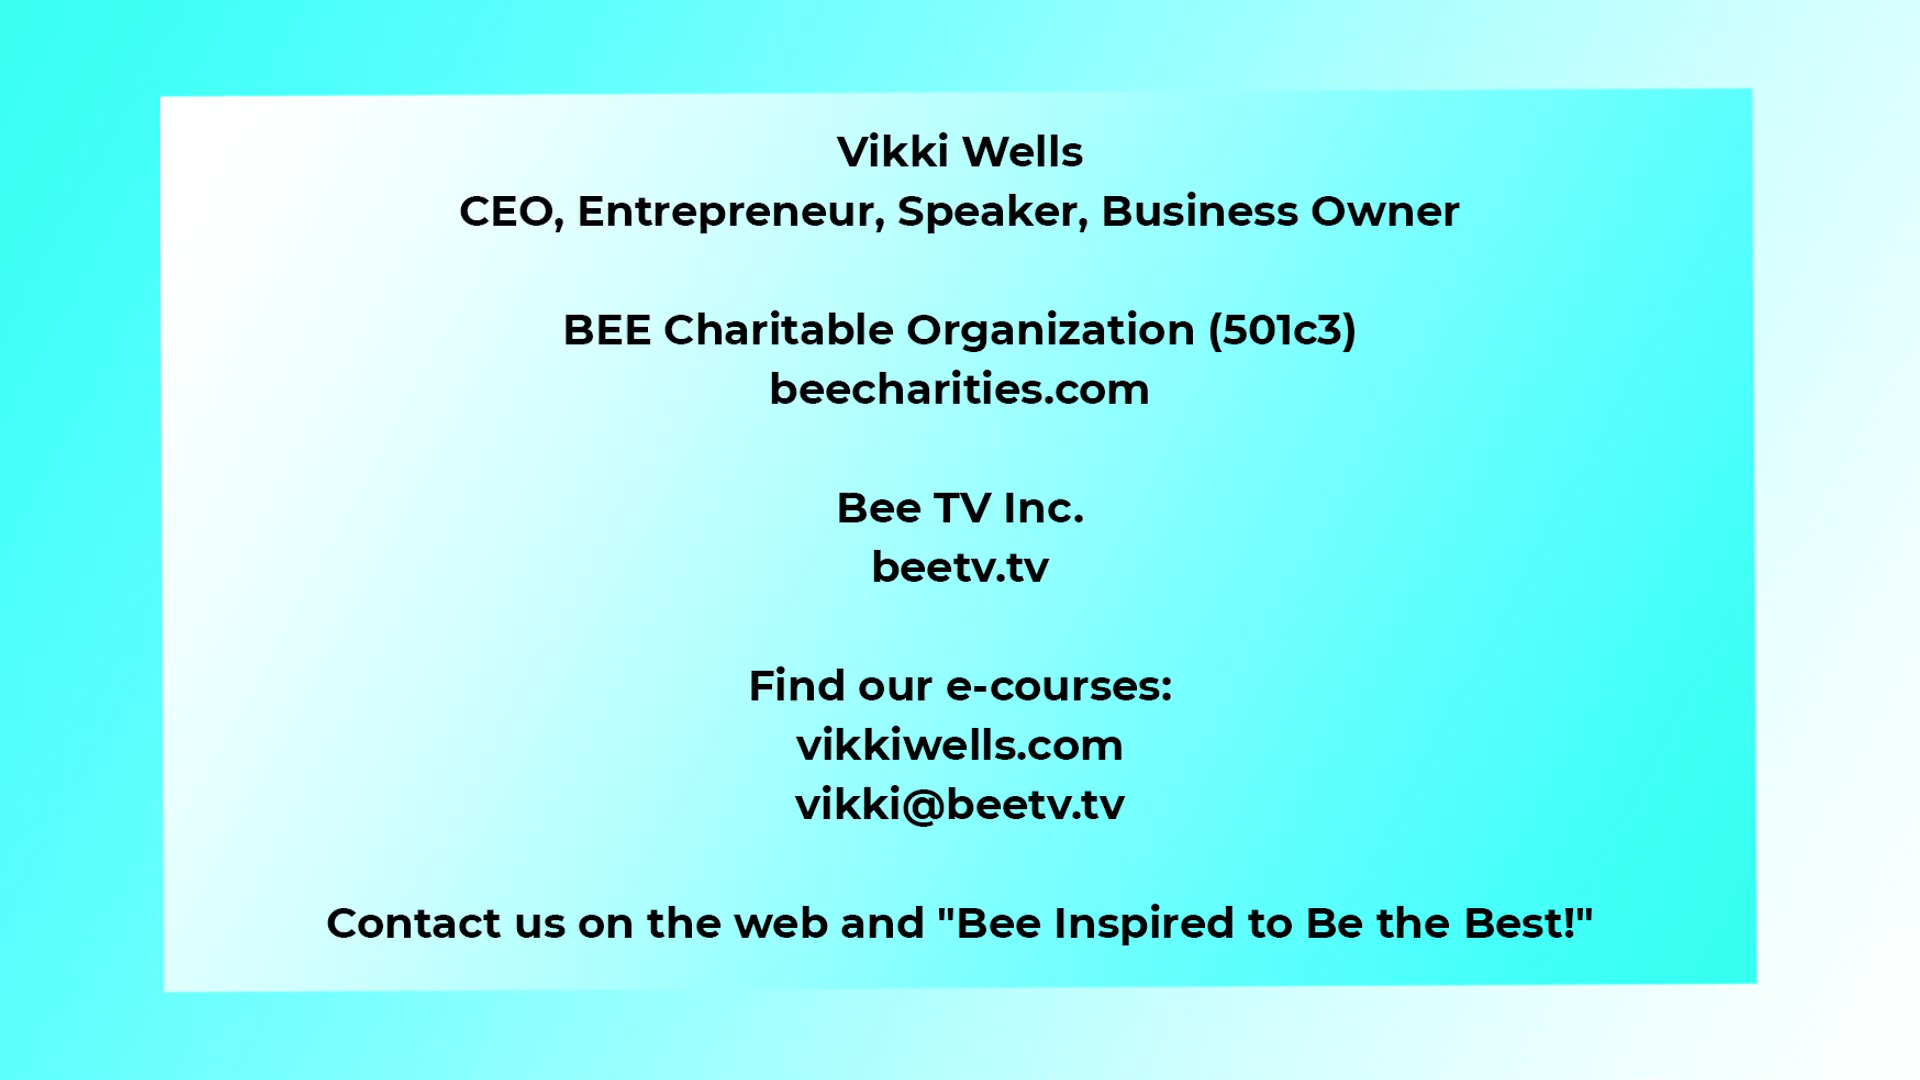 Vikki Wells
CEO, Entrepreneur, Speaker, Business Owner
BEE Charitable Organization (501c3)
beecharities.com
Bee TV Inc.
beetv.tv
Find our e-courses:
vikkiwells.com
vikki@beetv.tv
Contact us on the web and "Bee Inspired to Be the Best!"